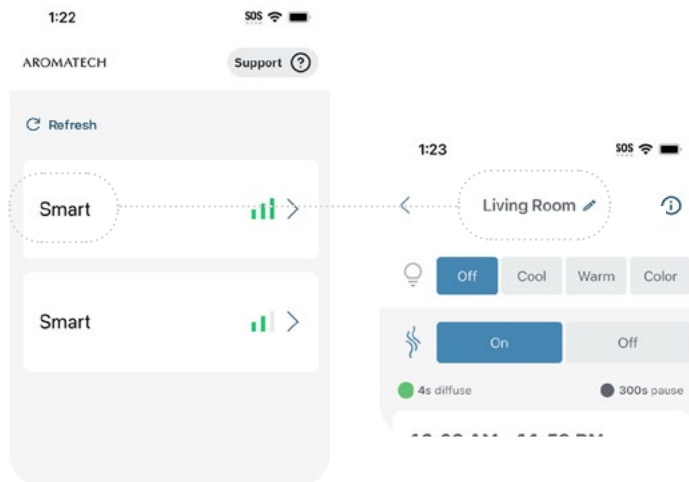 1:22
SOS
AROMATECH
Support
Refresh
Smart
Smart
1:23
SOS
Living Room
Off Cool Warm Color
On Off
4s diffuse 300s pause